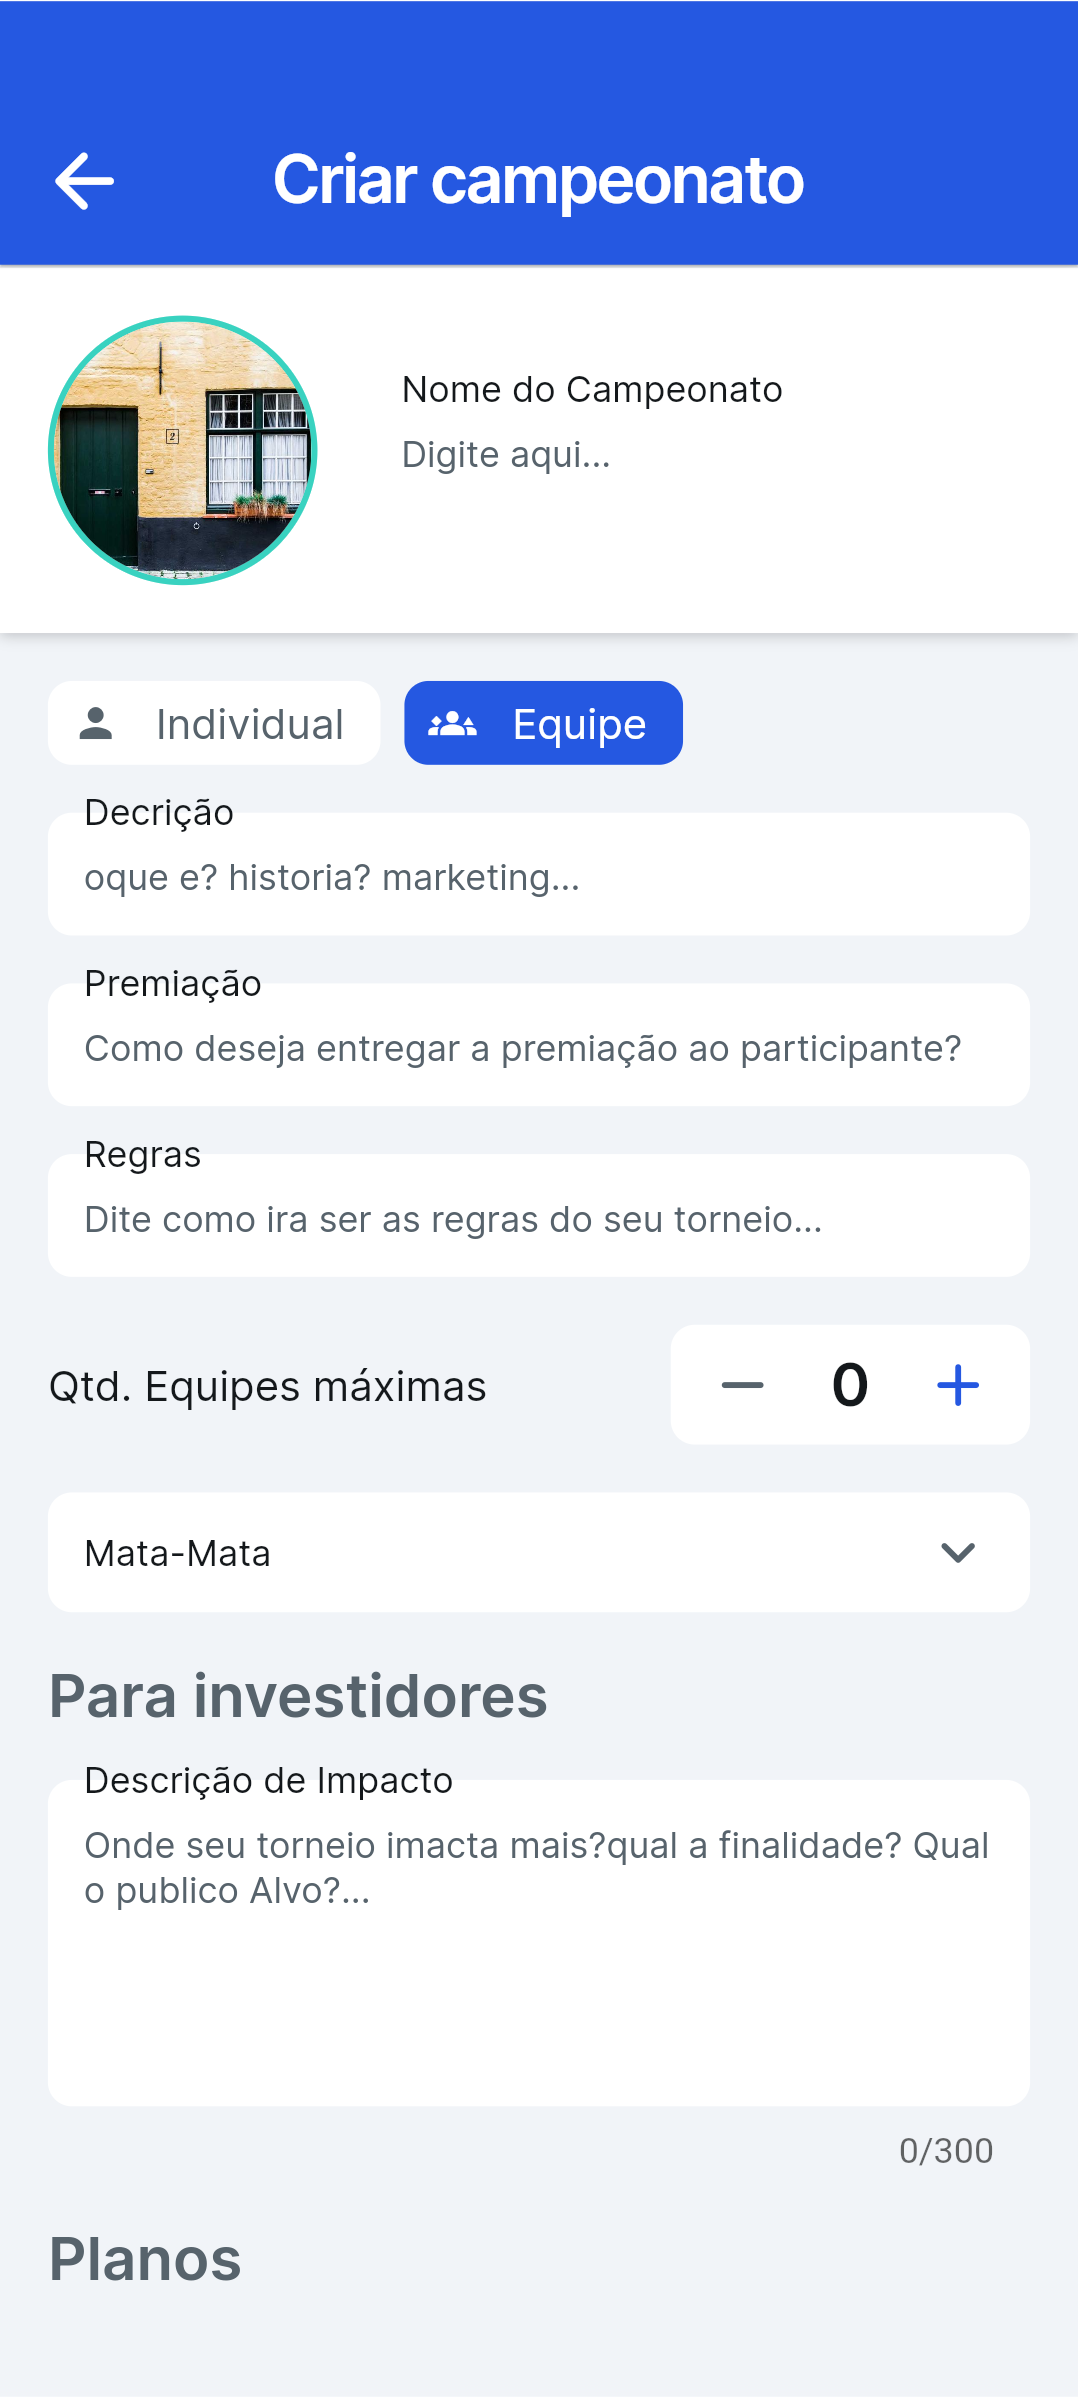 Criar campeonato
Nome do Campeonato
Digite aqui...
2
Individual
Equipe
Decrição
oque e? historia? marketing...
Premiação
Como deseja entregar a premiação ao participante?
Regras
Dite como ira ser as regras do seu torneio...
Qtd. Equipes máximas
0
Mata-Mata
Para investidores
Descrição de Impacto
Onde seu torneio imacta mais?qual a finalidade? Qual
o publico Alvo?...
0/300
Planos